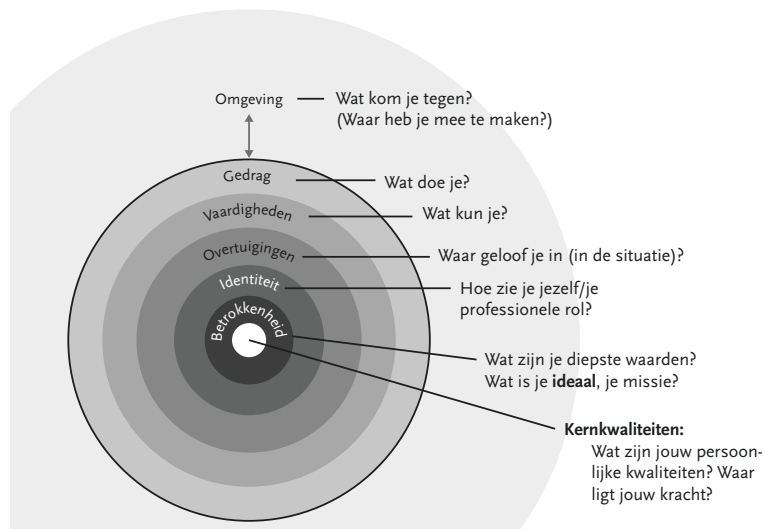 Omgeving
Wat kom je tegen?
(Waar heb je mee te maken?)
Gedrag
Wat doe je?
Vaardigheden
Wat kun je?
Overtuigingen
Waar geloof je in (in de situatie)?
Identiteit
Hoe zie je jezelf/je
professionele rol?
Betrokkenheid
Wat zijn je diepste waarden?
Wat is je ideaal, je missie?
Kernkwaliteiten:
Wat zijn jouw persoon-
lijke kwaliteiten? Waar
ligt jouw kracht?